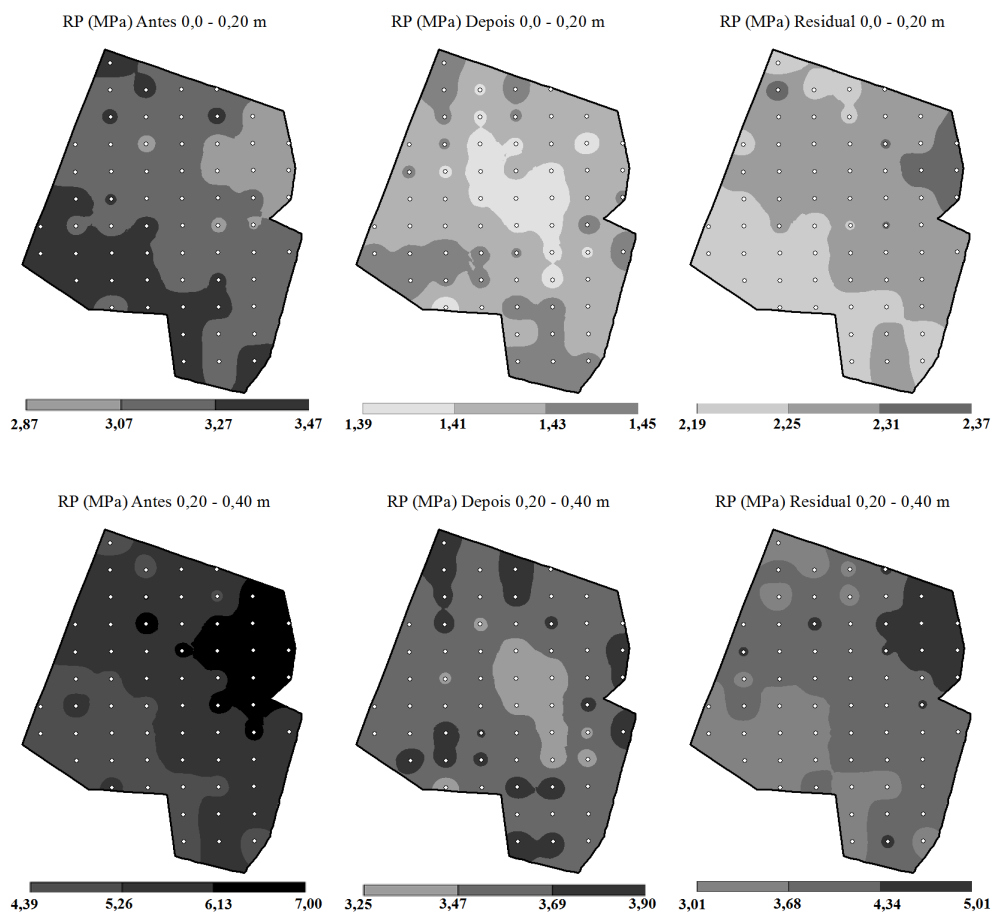 RP (MPa) Antes 0,0 - 0,20 m
RP (MPa) Depois 0,0 - 0,20 m
RP (MPa) Residual 0,0 - 0,20 m
2,87 3,07 3,27 3,47
1,39 1,41 1,43 1,45
2,19 2,25 2,31 2,37
RP (MPa) Antes 0,20 - 0,40 m
RP (MPa) Depois 0,20 - 0,40 m
RP (MPa) Residual 0,20 - 0,40 m
4,39 5,26 6,13 7,00
3,25 3,47 3,69 3,90
3,01 3,68 4,34 5,01